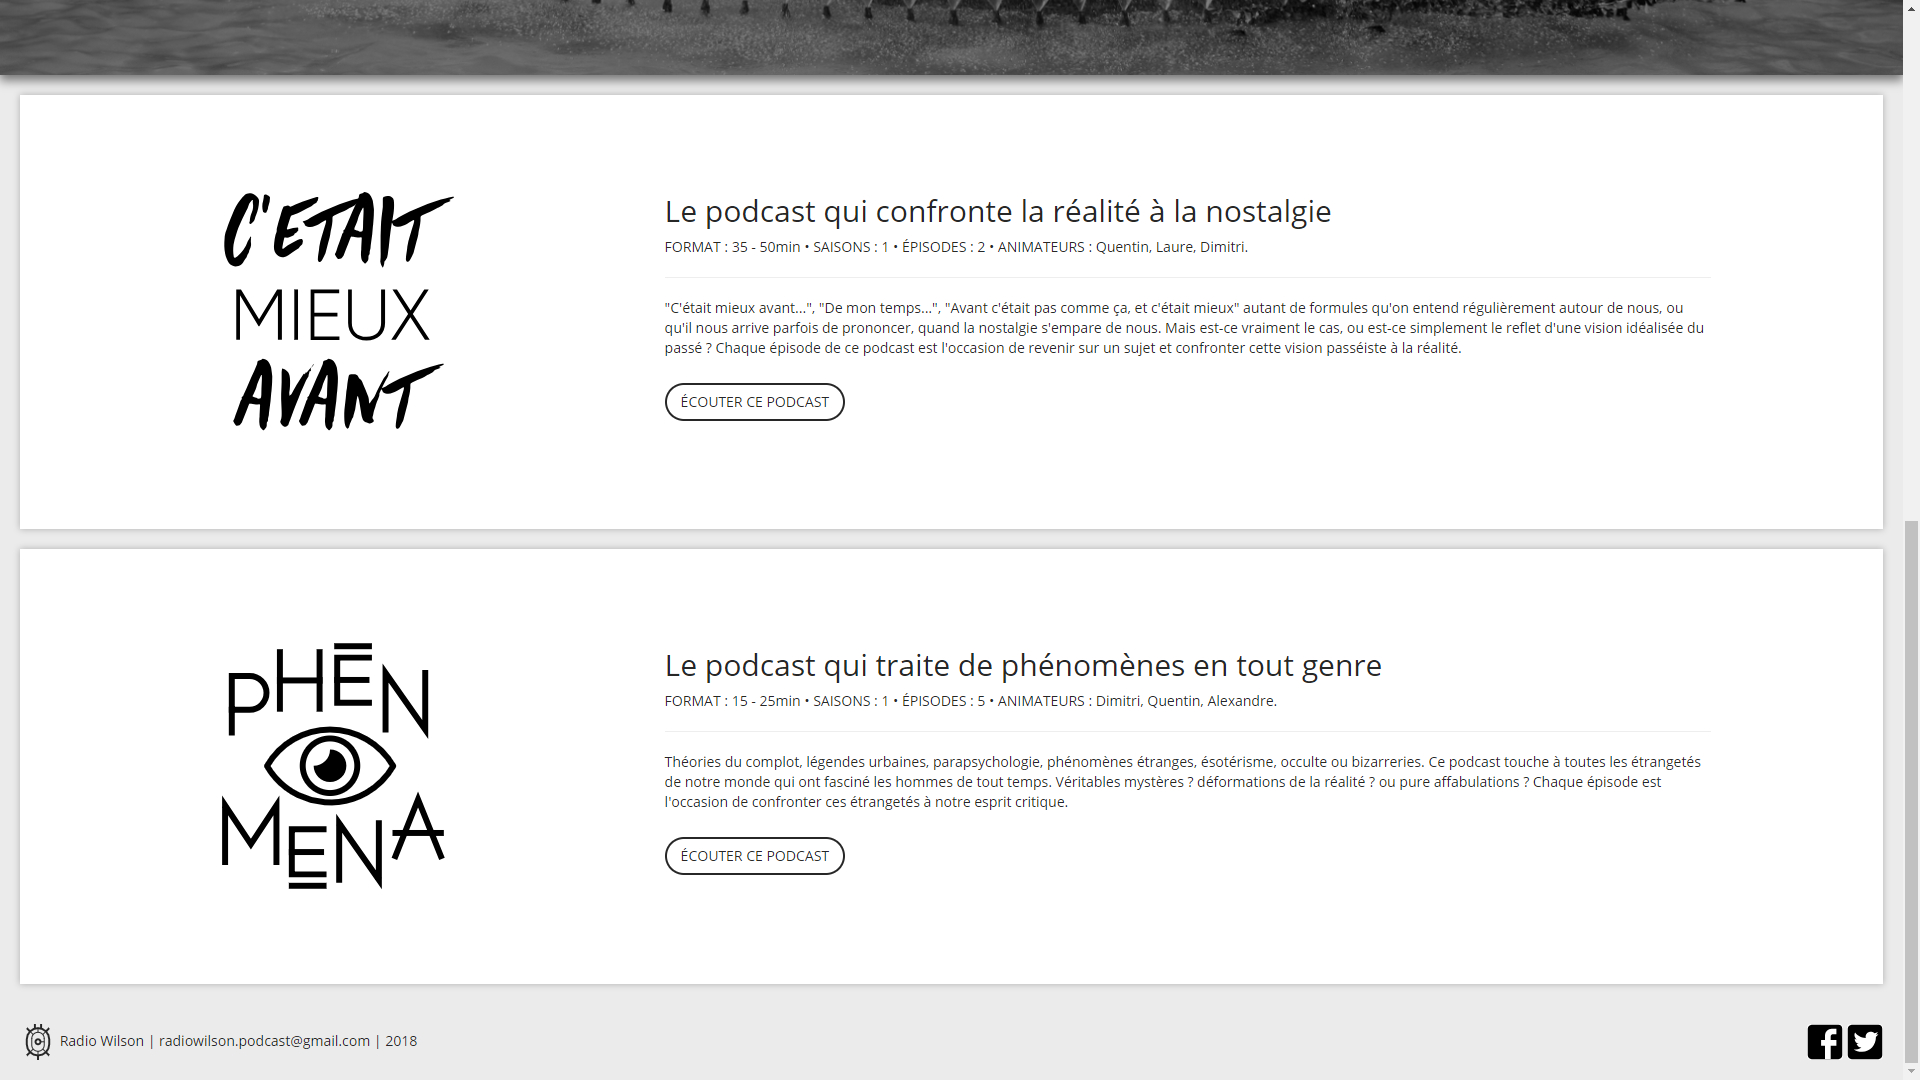 C'ETAIT
MIEUX
AVANT
Le podcast qui confronte la réalité à la nostalgie
FORMAT : 35 - 50min • SAISONS : 1 • ÉPISODES : 2 • ANIMATEURS : Quentin, Laure, Dimitri.
"C'était mieux avant...", "De mon temps...", "Avant c'était pas comme ça, et c'était mieux" autant de formules qu'on entend régulièrement autour de nous, ou
qu'il nous arrive parfois de prononcer, quand la nostalgie s'empare de nous. Mais est-ce vraiment le cas, ou est-ce simplement le reflet d'une vision idéalisée du
passé ? Chaque épisode de ce podcast est l'occasion de revenir sur un sujet et confronter cette vision passéiste à la réalité.
ÉCOUTER CE PODCAST
PHEN
MENA
Le podcast qui traite de phénomènes en tout genre
FORMAT : 15 - 25min • SAISONS : 1 • ÉPISODES : 5 • ANIMATEURS : Dimitri, Quentin, Alexandre.
Théories du complot, légendes urbaines, parapsychologie, phénomènes étranges, ésotérisme, occulte ou bizarreries. Ce podcast touche à toutes les étrangetés
de notre monde qui ont fasciné les hommes de tout temps. Véritables mystères ? déformations de la réalité ? ou pure affabulations ? Chaque épisode est
l'occasion de confronter ces étrangetés à notre esprit critique.
ÉCOUTER CE PODCAST
Radio Wilson | radiowilson.podcast@gmail.com | 2018